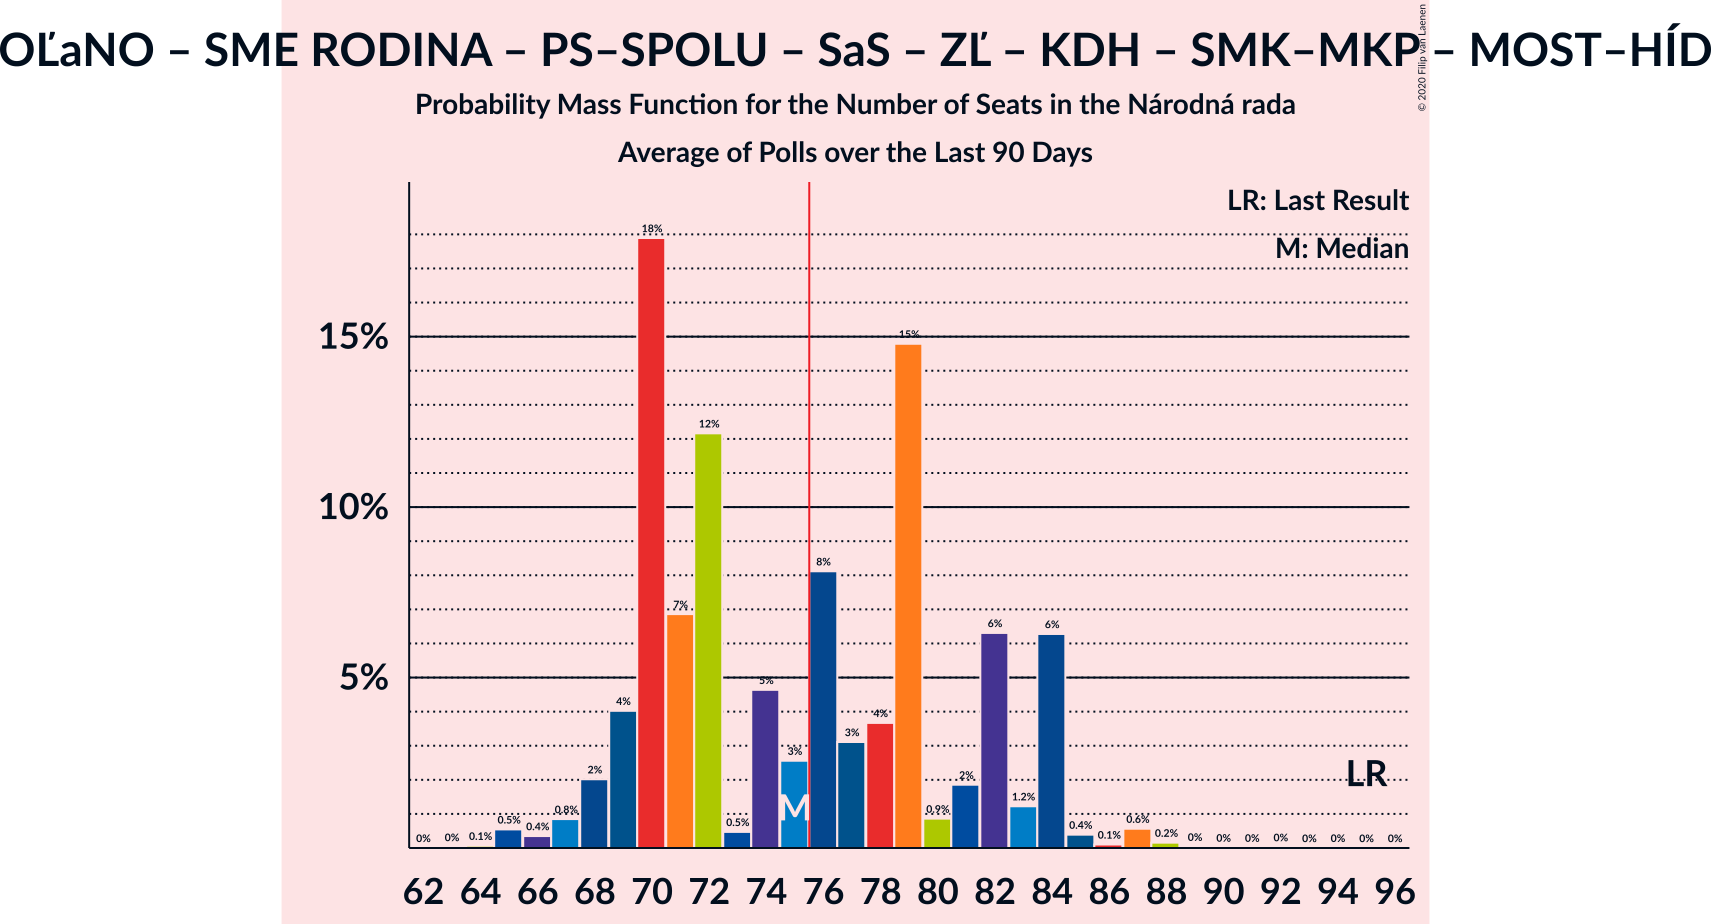 OĽaNO – SME RODINA – PS–SPOLU – SaS – ZĽ – KDH – SMK–MKP – MOST–HÍD
© 2020 Filip van Laenen
Probability Mass Function for the Number of Seats in the Národná rada
Average of Polls over the Last 90 Days
LR: Last Result
M: Median
15%
10%
5%
0% 0% 0.1% 0.5% 0.4% 0.8% 2% 4% 18% 7% 12% 0.5% 5% 3% 8% 3% 4% 15% 0.9% 2% 6% 1.2% 6% 0.4% 0.1% 0.6% 0.2% 0% 0% 0% 0% 0% 0% 0% 0%
M
LR
62 64 66 68 70 72 74 76 78 80 82 84 86 88 90 92 94 96